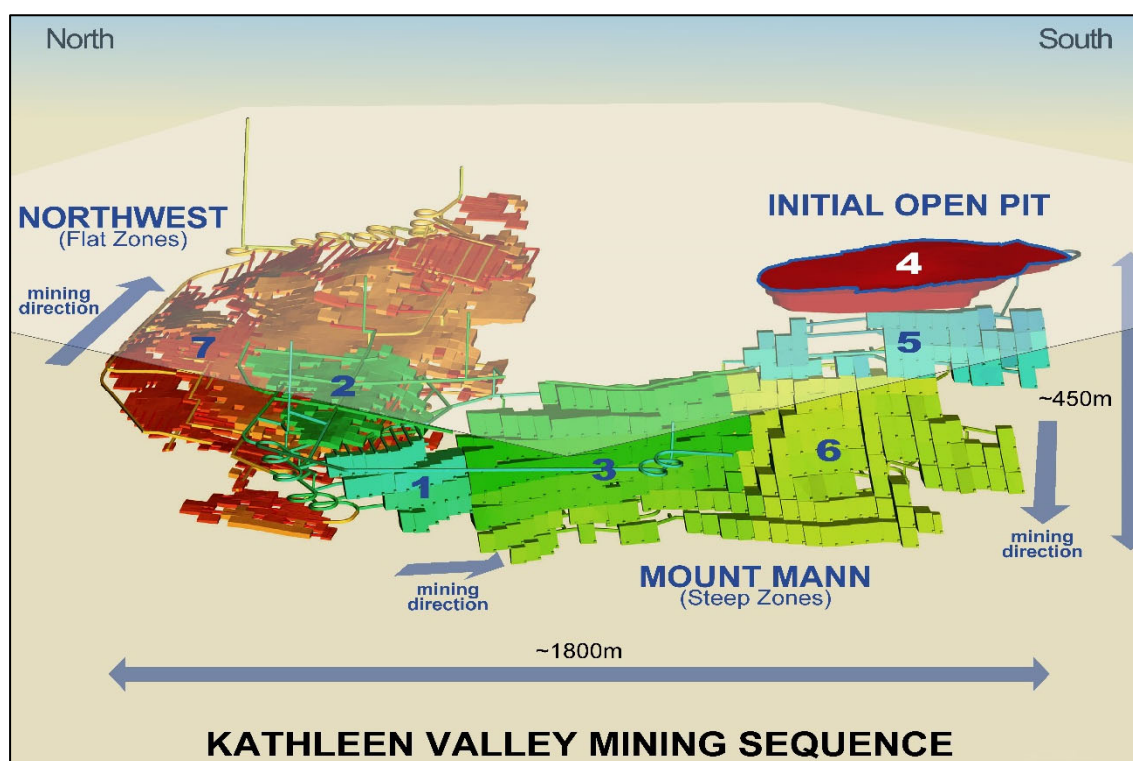 North
South
NORTHWEST
(Flat Zones)
INITIAL OPEN PIT
mining
direction
4
7
2
5
~450m
1
3
6
mining
direction
mining
direction
MOUNT MANN
(Steep Zones)
~1800m
KATHLEEN VALLEY MINING SEQUENCE